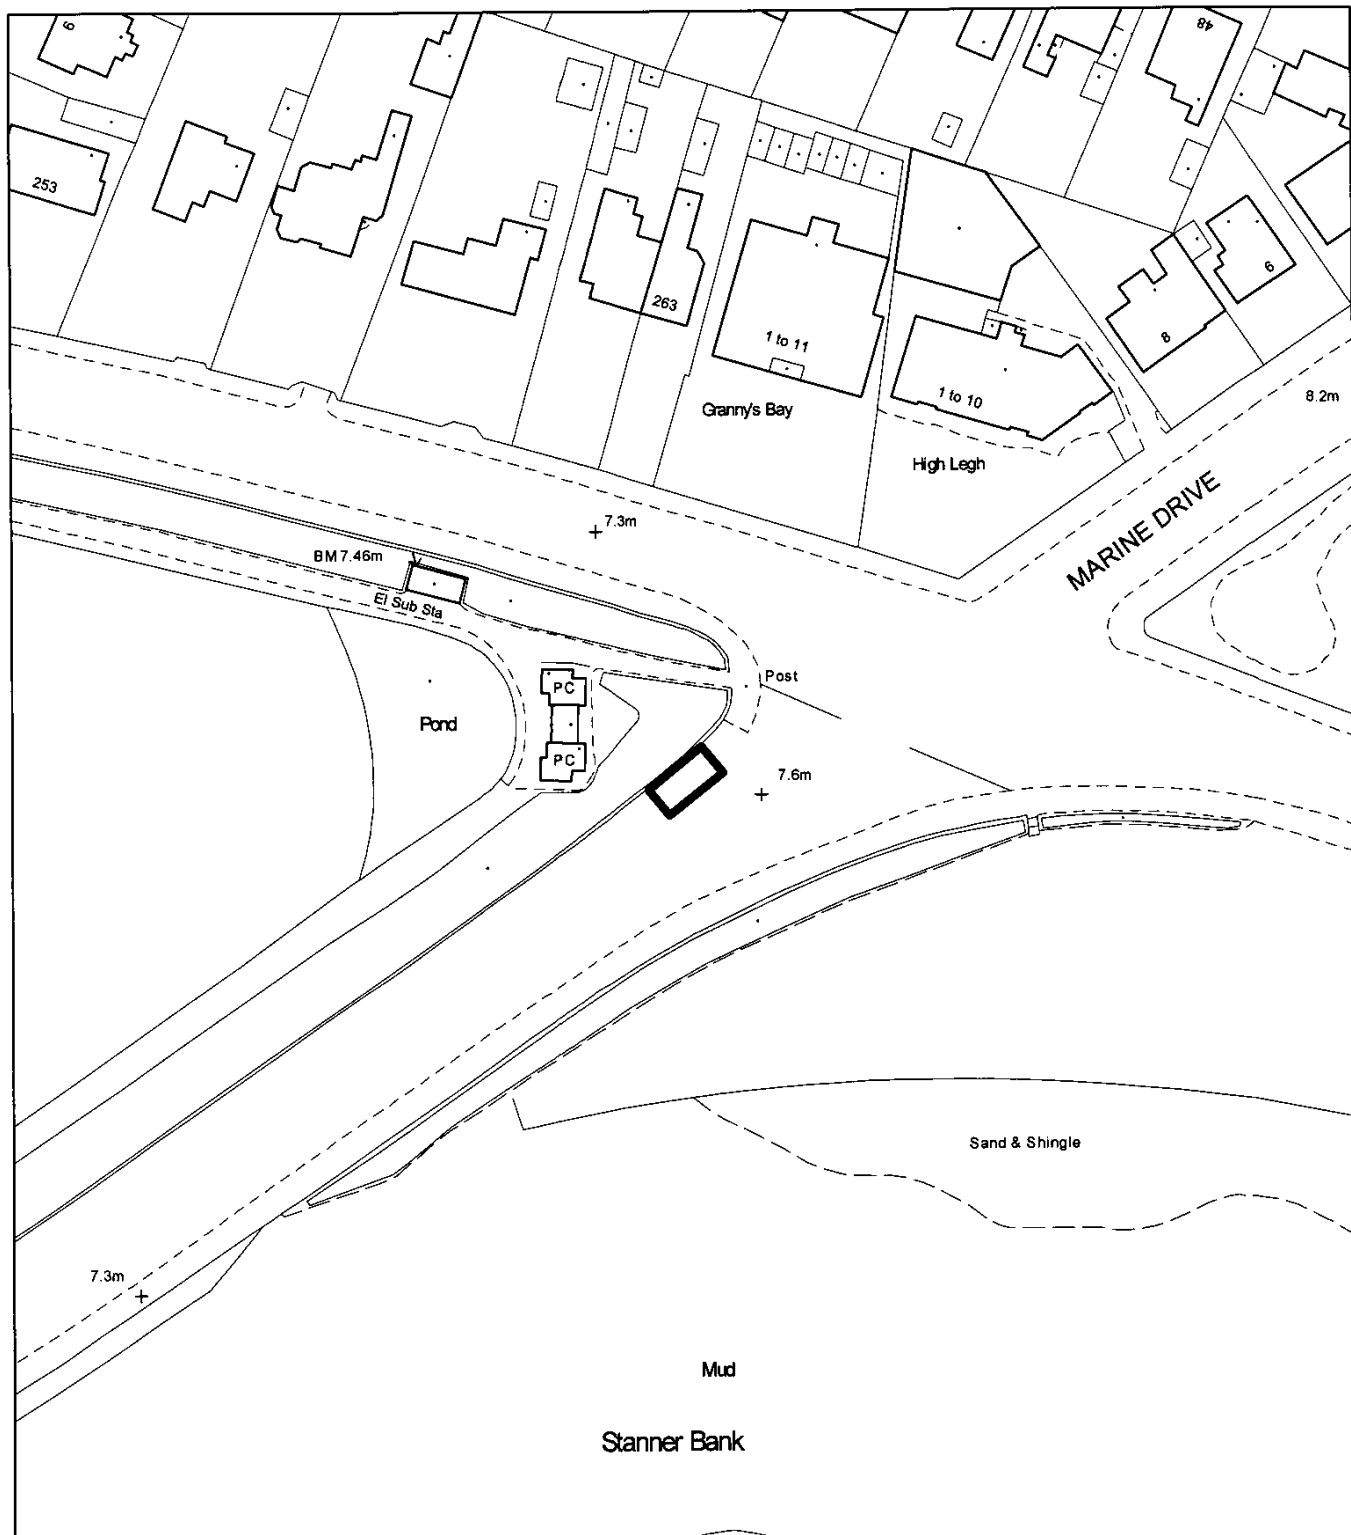 9
48
253
263
6
8
1 to 11
1 to 10
8.2m
Granny's Bay
High Legh
MARINE DRIVE
7.3m
BM 7.46m
El Sub Sta
Post
PC
Pond
PC
7.6m
Sand & Shingle
7.3m
Mud
Stanner Bank